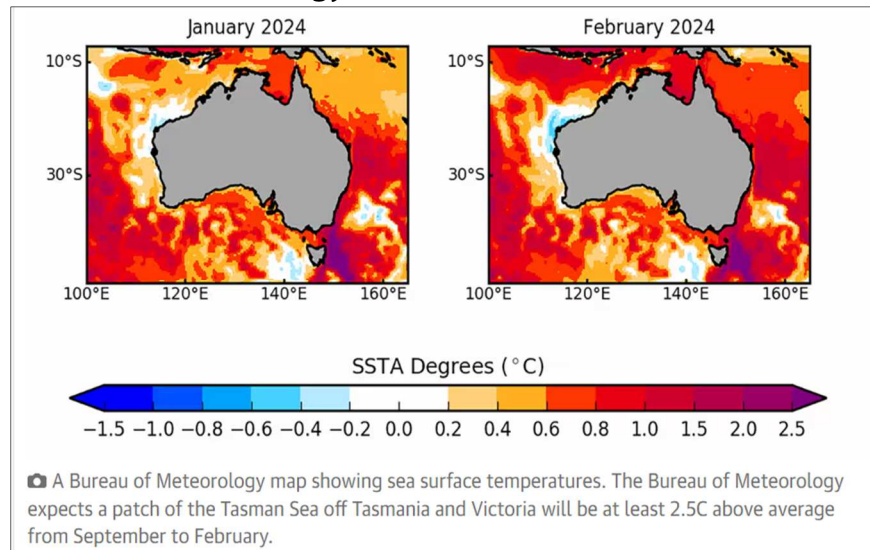 January 2024
February 2024
10°S
10°S
30°S
30°S
100°E 120°E 140°E 160°E
100°E 120°E 140°E 160°E
SSTA Degrees (°C)
−1.5 −1.0 −0.8 −0.6 −0.4 −0.2 0.0 0.2 0.4 0.6 0.8 1.0 1.5 2.0 2.5
A Bureau of Meteorology map showing sea surface temperatures. The Bureau of Meteorology
expects a patch of the Tasman Sea off Tasmania and Victoria will be at least 2.5C above average
from September to February.